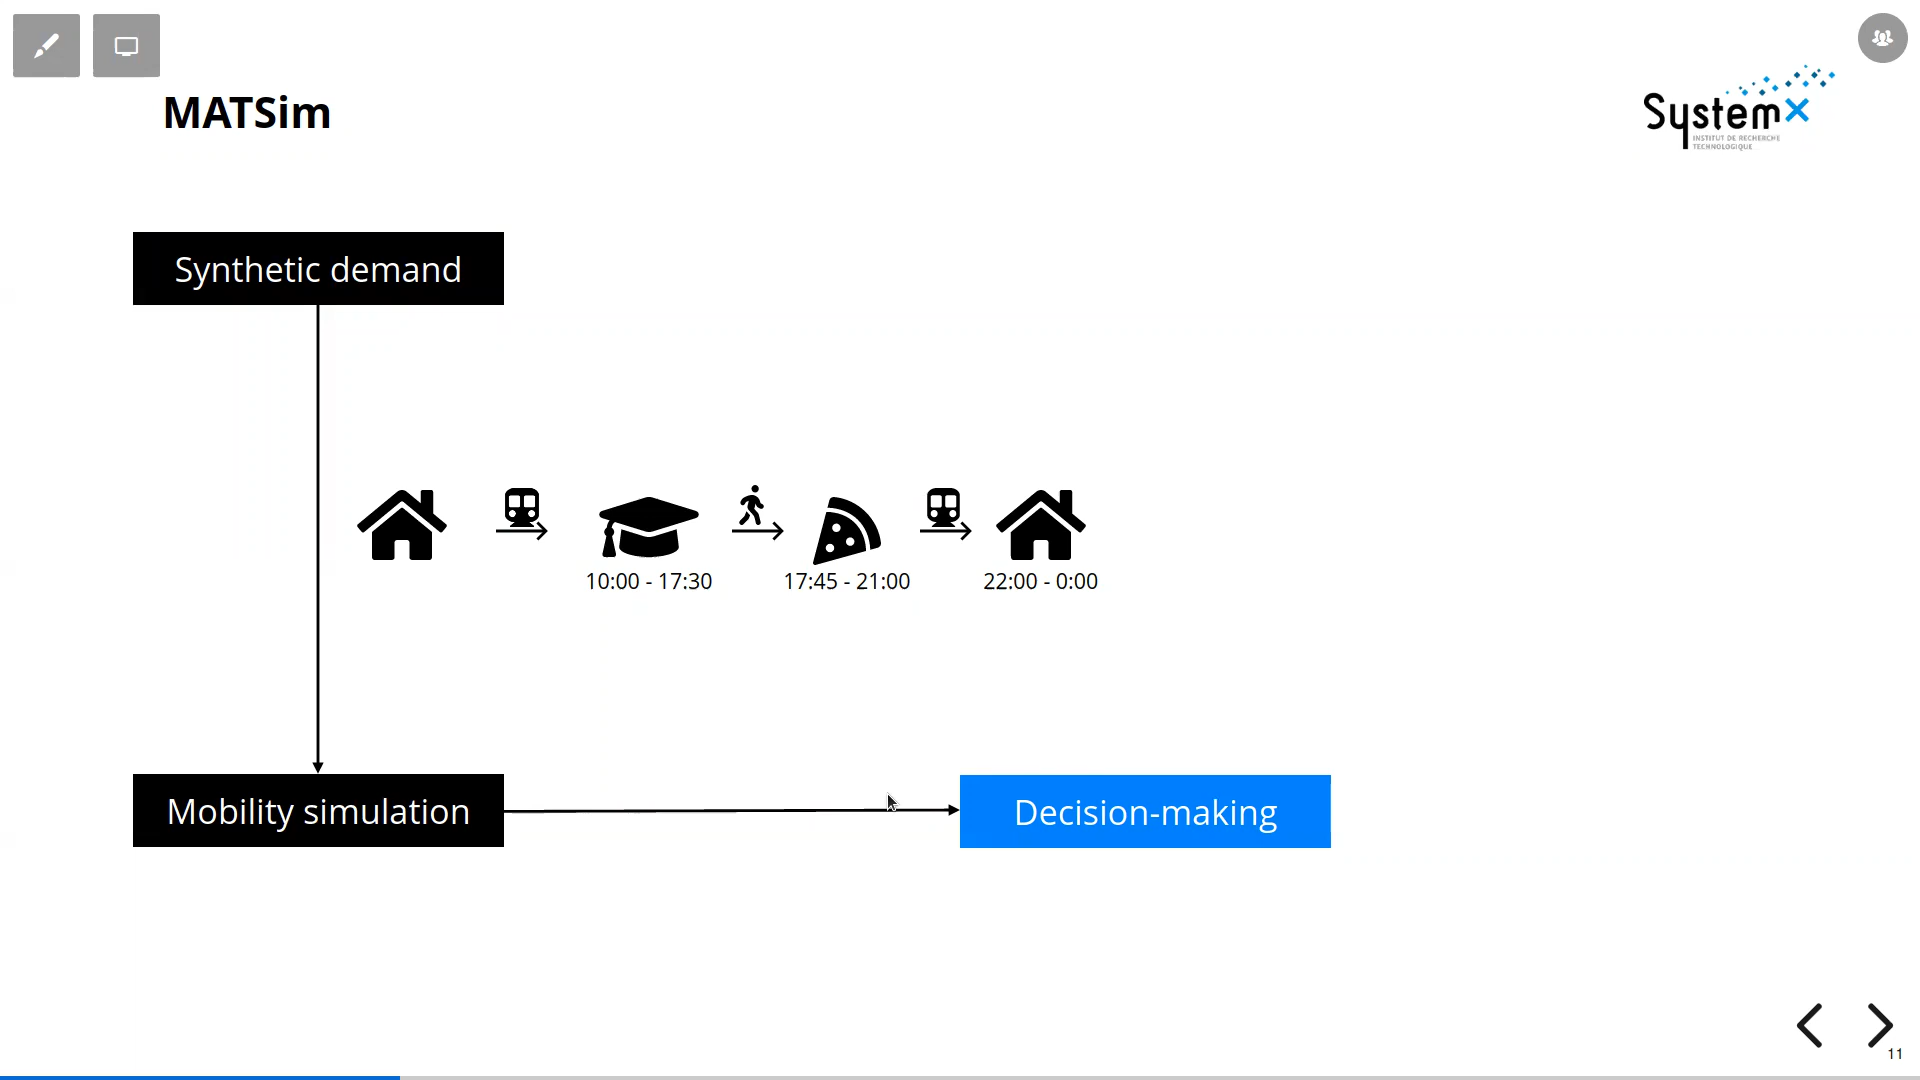 MATSim
SystemX
INSTITUT DE RECHERCHE
TECHNOLOGIQUE
Synthetic demand
10:00 - 17:30
17:45 - 21:00
22:00 - 0:00
Mobility simulation
Decision-making
11